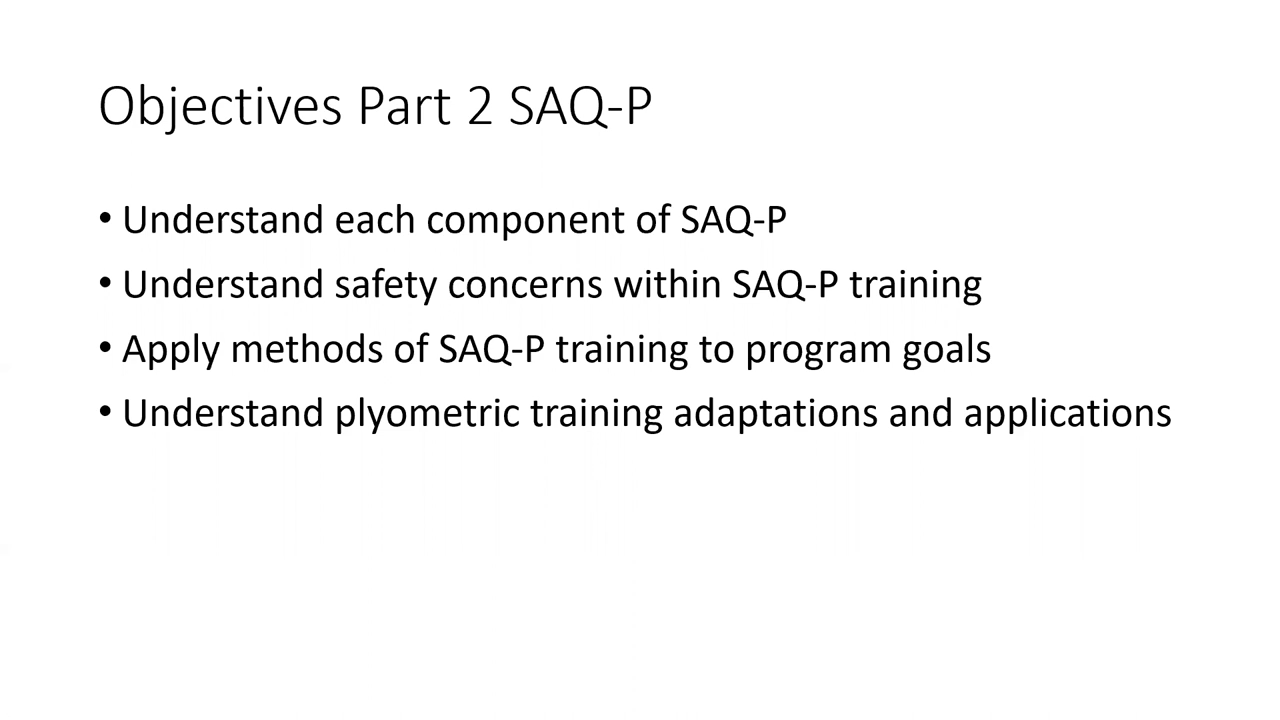 Objectives Part 2 SAQ-P
• Understand each component of SAQ-P
• Understand safety concerns within SAQ-P training
• Apply methods of SAQ-P training to program goals
• Understand plyometric training adaptations and applications